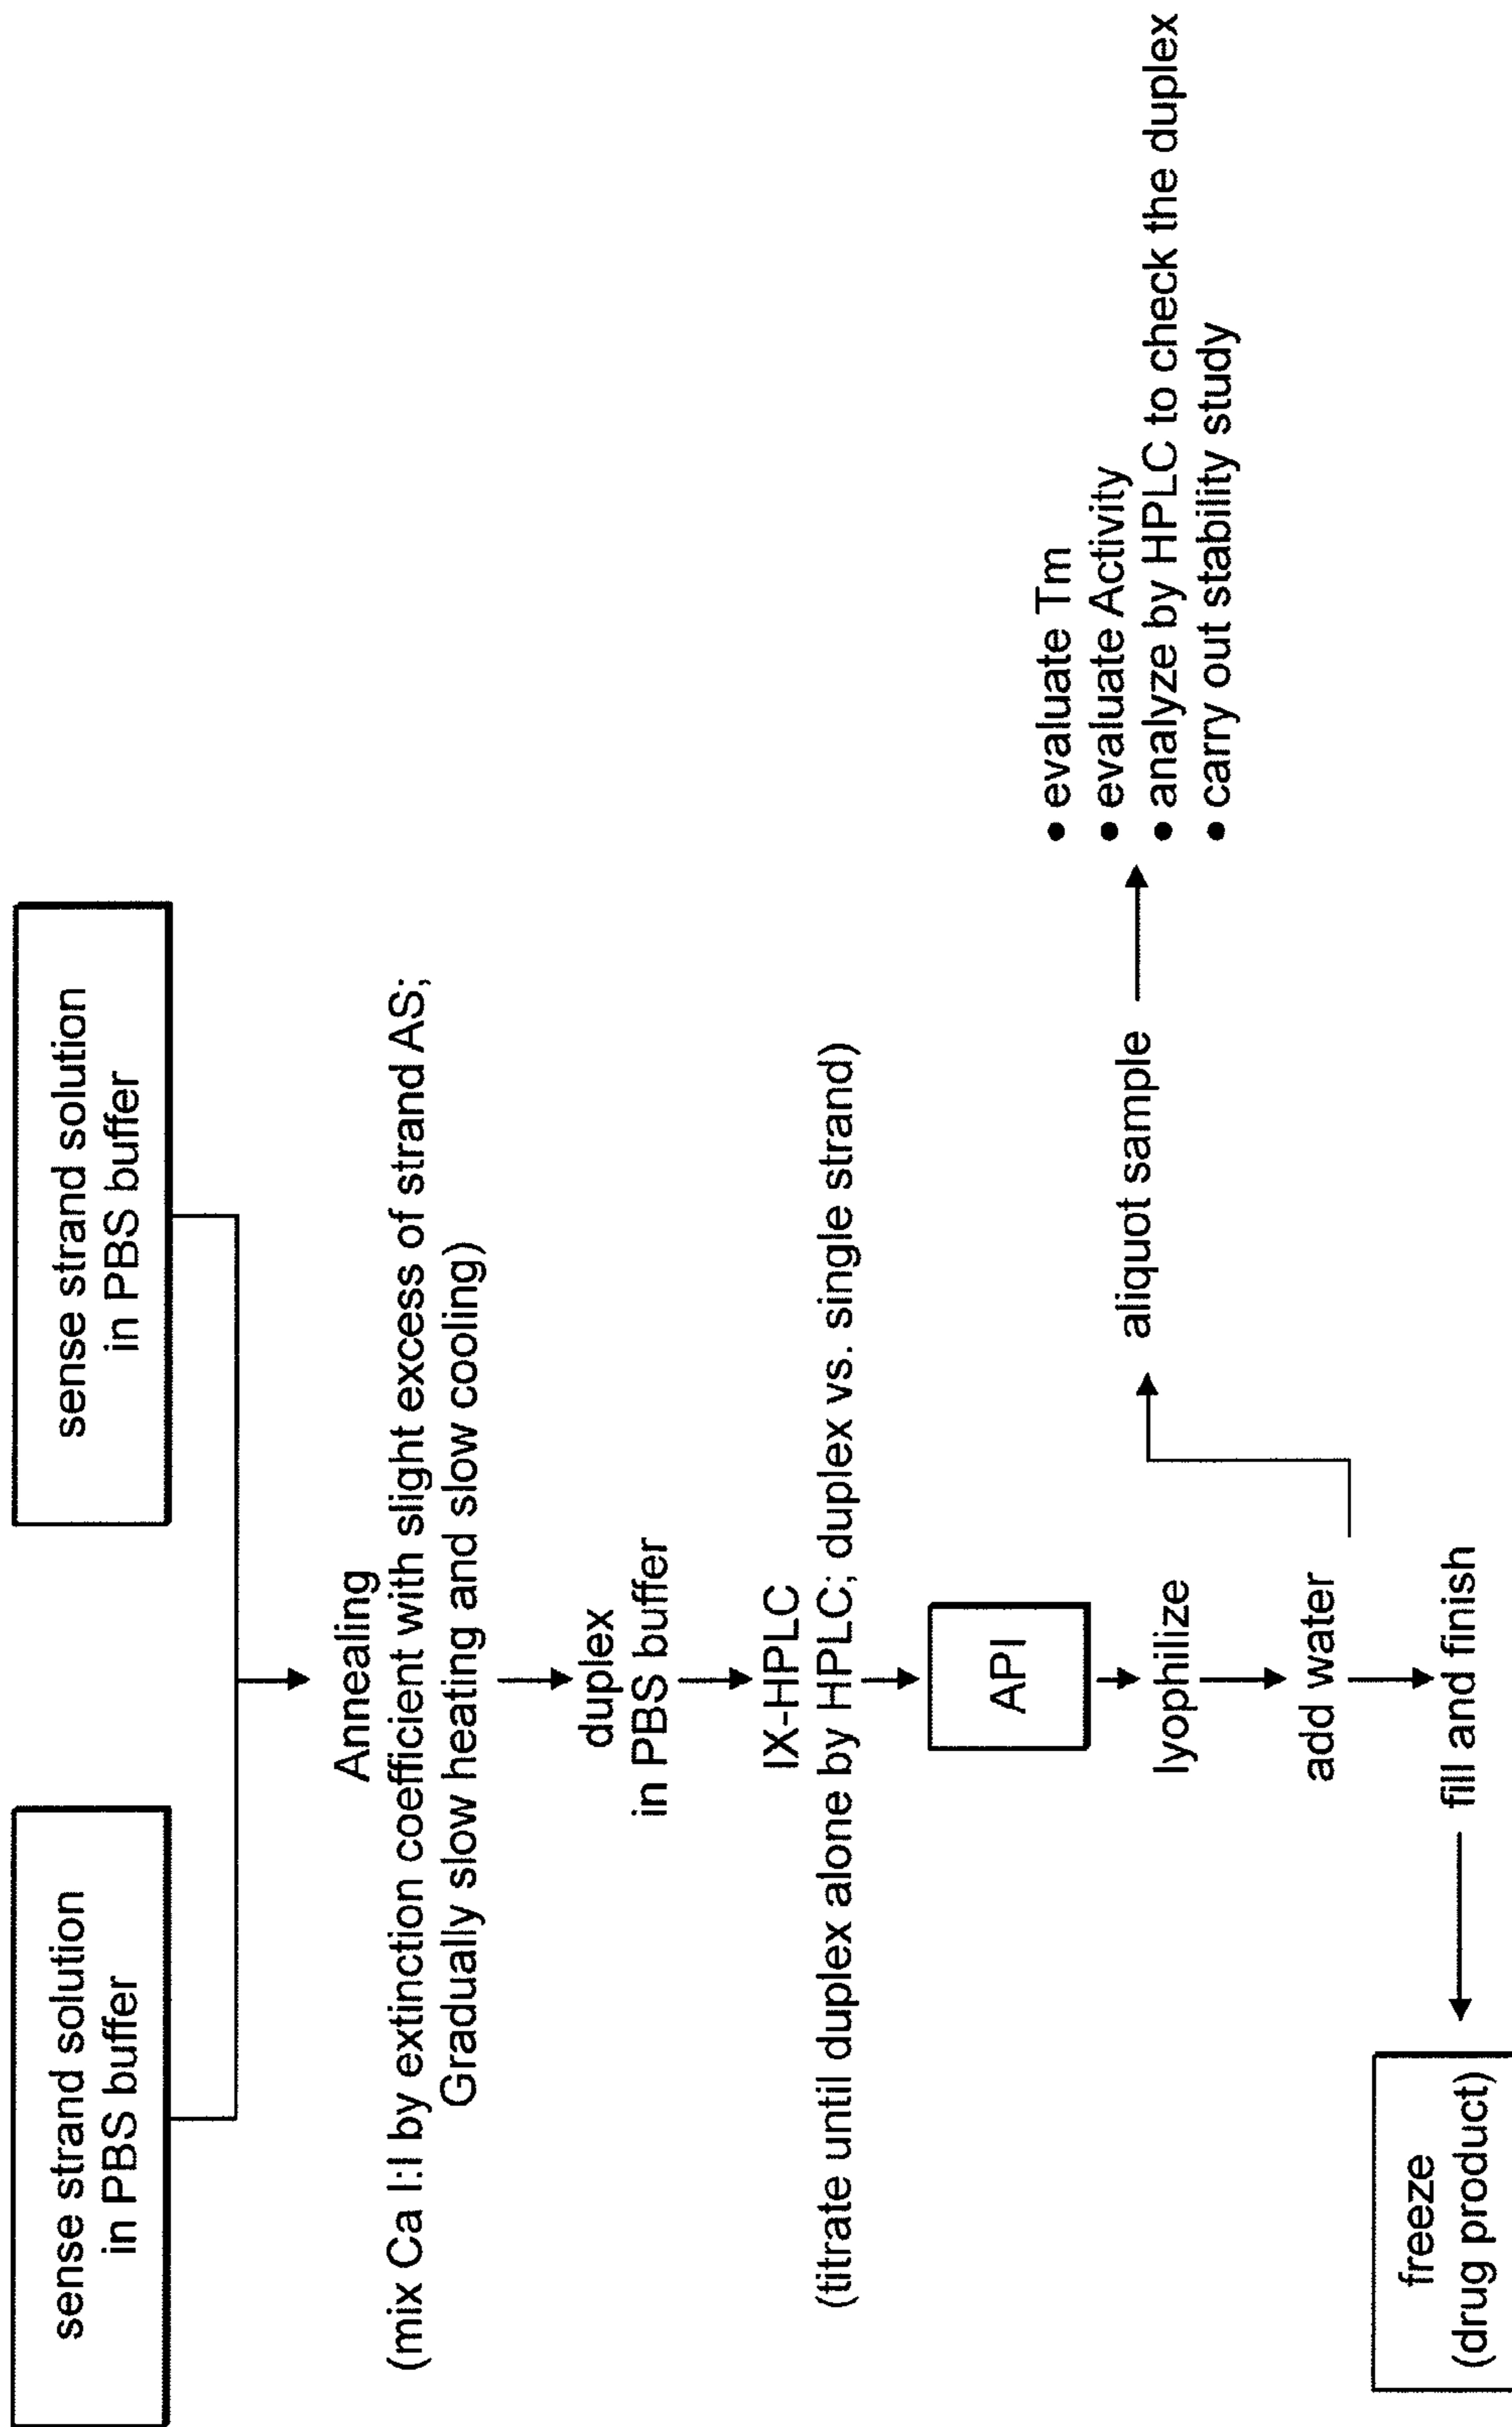 sense strand solution
in PBS buffer
sense strand solution
in PBS buffer
Annealing
(mix Ca I:I by extinction coefficient with slight excess of strand AS;
Gradually slow heating and slow cooling)
duplex
in PBS buffer
IX-HPLC
(titrate until duplex alone by HPLC; duplex vs. single strand)
API
lyophilize
add water
aliquot sample
• evaluate Tm
• evaluate Activity
• analyze by HPLC to check the duplex
• carry out stability study
fill and finish
freeze
(drug product)